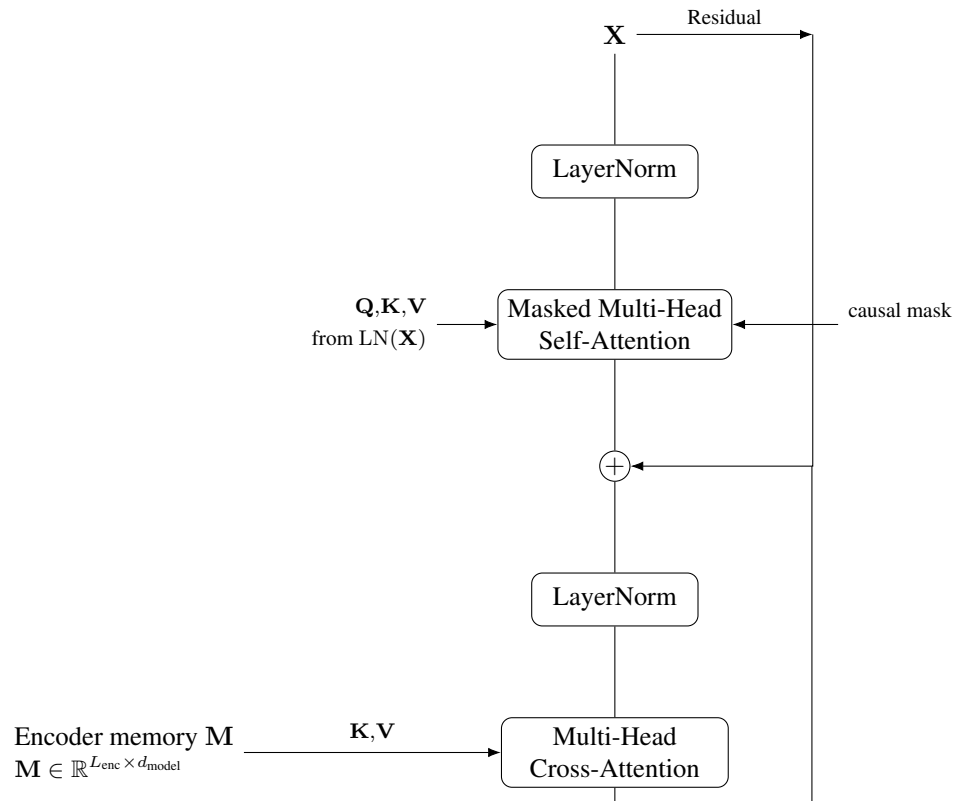 Residual
X
LayerNorm
Q,K,V
from LN(X)
Masked Multi-Head
Self-Attention
causal mask
+
LayerNorm
Encoder memory M
M ∈ ℝ^{L_enc × d_model}
K,V
Multi-Head
Cross-Attention